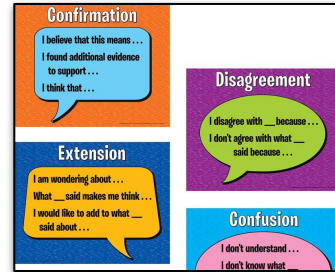 Confirmation
I believe that this means . . .
I found additional evidence
to support . . .
I think that . . .
Disagreement
I disagree with __ because . . .
I don't agree with what __
said because . . .
Extension
I am wondering about . . .
What __ said makes me think . . .
I would like to add to what __
said about . . .
Confusion
I don't understand . . .
I don't know what __